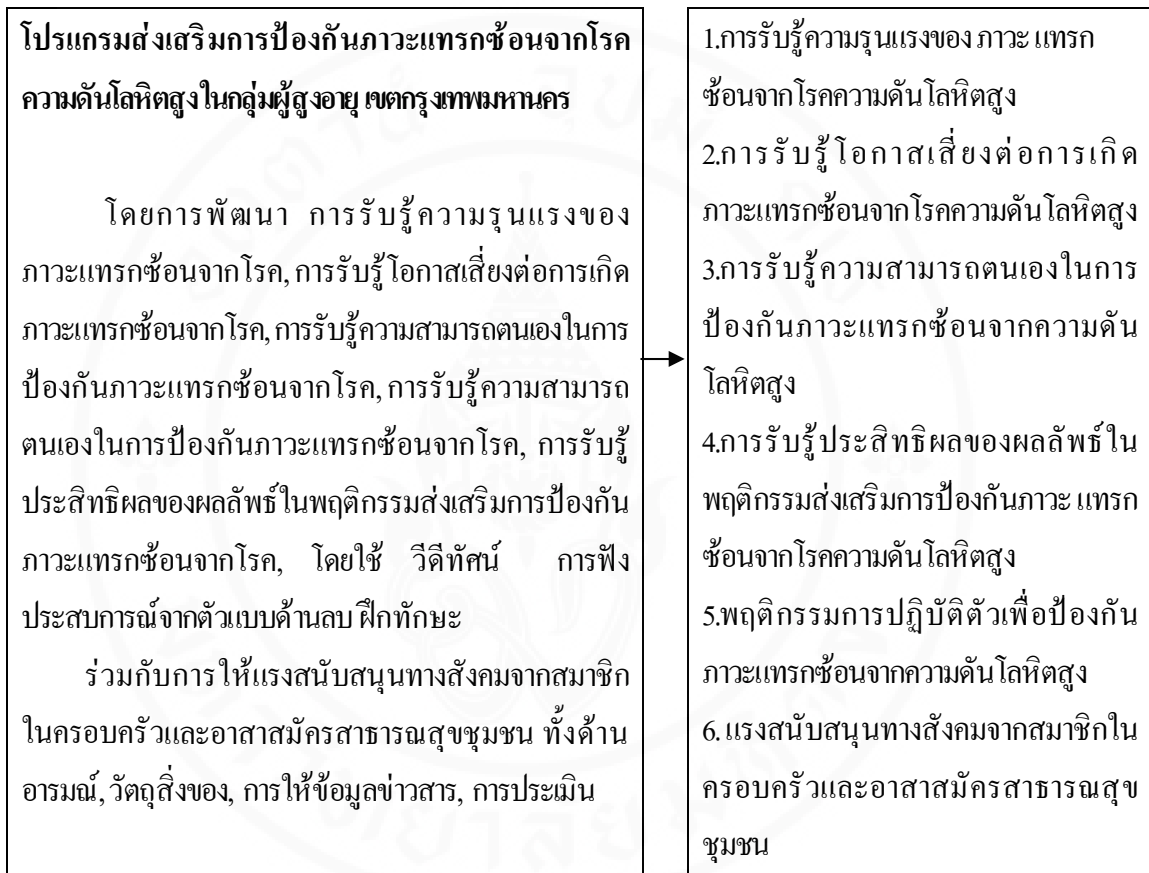 โปรแกรมส่งเสริมการป้องกันภาวะแทรกซ้อนจากโรค
ความดันโลหิตสูง ในกลุ่มผู้สูงอายุ เขตกรุงเทพมหานคร
โดยการพัฒนา การรับรู้ความรุนแรงของ
ภาวะแทรกซ้อนจากโรค, การรับรู้โอกาสเสี่ยงต่อการเกิด
ภาวะแทรกซ้อนจากโรค, การรับรู้ความสามารถตนเองในการ
ป้องกันภาวะแทรกซ้อนจากโรค, การรับรู้ความสามารถ
ตนเองในการป้องกันภาวะแทรกซ้อนจากโรค, การรับรู้
ประสิทธิผลของผลลัพธ์ในพฤติกรรมส่งเสริมการป้องกัน
ภาวะแทรกซ้อนจากโรค, โดยใช้ วีดีทัศน์ การฟัง
ประสบการณ์จากตัวแบบด้านลบ ฝึกทักษะ
ร่วมกับการให้แรงสนับสนุนทางสังคมจากสมาชิก
ในครอบครัวและอาสาสมัครสาธารณสุขชุมชน ทั้งด้าน
อารมณ์, วัตถุสิ่งของ, การให้ข้อมูลข่าวสาร, การประเมิน
1.การรับรู้ความรุนแรงของ ภาวะ แทรก
ซ้อนจากโรคความดันโลหิตสูง
2.การรับรู้โอกาสเสี่ยงต่อการเกิด
ภาวะแทรกซ้อนจากโรคความดันโลหิตสูง
3.การรับรู้ความสามารถตนเองในการ
ป้องกันภาวะแทรกซ้อนจากความดัน
โลหิตสูง
4.การรับรู้ประสิทธิผลของผลลัพธ์ใน
พฤติกรรมส่งเสริมการป้องกันภาวะ แทรก
ซ้อนจากโรคความดันโลหิตสูง
5.พฤติกรรมการปฏิบัติตัวเพื่อป้องกัน
ภาวะแทรกซ้อนจากความดันโลหิตสูง
6. แรงสนับสนุนทางสังคมจากสมาชิกใน
ครอบครัวและอาสาสมัครสาธารณสุข
ชุมชน